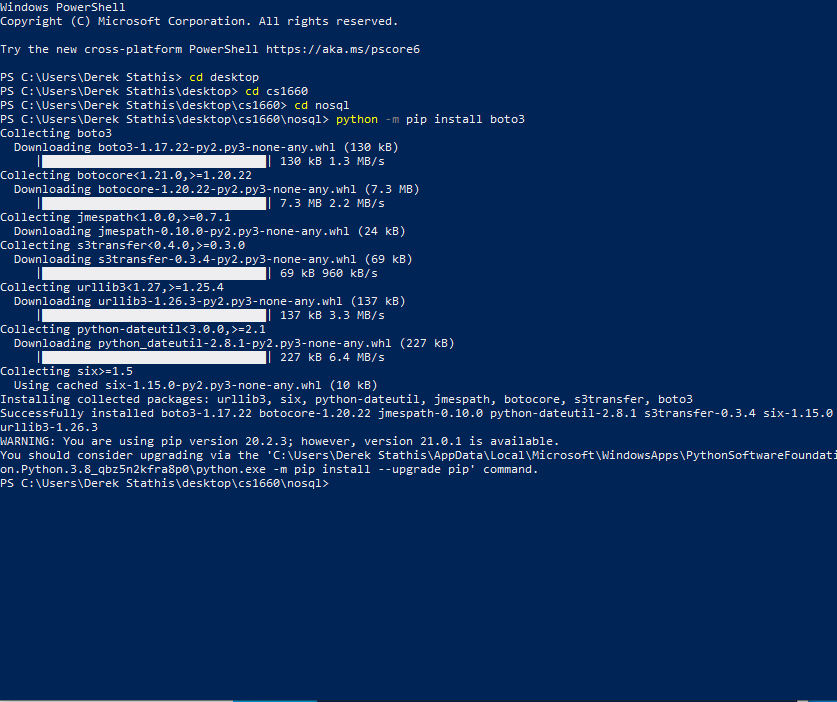 Windows PowerShell
Copyright (C) Microsoft Corporation. All rights reserved.
Try the new cross-platform PowerShell https://aka.ms/pscore6
PS C:\Users\Derek Stathis> cd desktop
PS C:\Users\Derek Stathis\desktop> cd cs1660
PS C:\Users\Derek Stathis\desktop\cs1660> cd nosql
PS C:\Users\Derek Stathis\desktop\cs1660\nosql> python -m pip install boto3
Collecting boto3
  Downloading boto3-1.17.22-py2.py3-none-any.whl (130 kB)
     |████████████████████████████████| 130 kB 1.3 MB/s
Collecting botocore<1.21.0,>=1.20.22
  Downloading botocore-1.20.22-py2.py3-none-any.whl (7.3 MB)
     |████████████████████████████████| 7.3 MB 2.2 MB/s
Collecting jmespath<1.0.0,>=0.7.1
  Downloading jmespath-0.10.0-py2.py3-none-any.whl (24 kB)
Collecting s3transfer<0.4.0,>=0.3.0
  Downloading s3transfer-0.3.4-py2.py3-none-any.whl (69 kB)
     |████████████████████████████████| 69 kB 960 kB/s
Collecting urllib3<1.27,>=1.25.4
  Downloading urllib3-1.26.3-py2.py3-none-any.whl (137 kB)
     |████████████████████████████████| 137 kB 3.3 MB/s
Collecting python-dateutil<3.0.0,>=2.1
  Downloading python_dateutil-2.8.1-py2.py3-none-any.whl (227 kB)
     |████████████████████████████████| 227 kB 6.4 MB/s
Collecting six>=1.5
  Using cached six-1.15.0-py2.py3-none-any.whl (10 kB)
Installing collected packages: urllib3, six, python-dateutil, jmespath, botocore, s3transfer, boto3
Successfully installed boto3-1.17.22 botocore-1.20.22 jmespath-0.10.0 python-dateutil-2.8.1 s3transfer-0.3.4 six-1.15.0
urllib3-1.26.3
WARNING: You are using pip version 20.2.3; however, version 21.0.1 is available.
You should consider upgrading via the 'C:\Users\Derek Stathis\AppData\Local\Microsoft\WindowsApps\PythonSoftwareFoundati
on.Python.3.8_qbz5n2kfra8p0\python.exe -m pip install --upgrade pip' command.
PS C:\Users\Derek Stathis\desktop\cs1660\nosql>